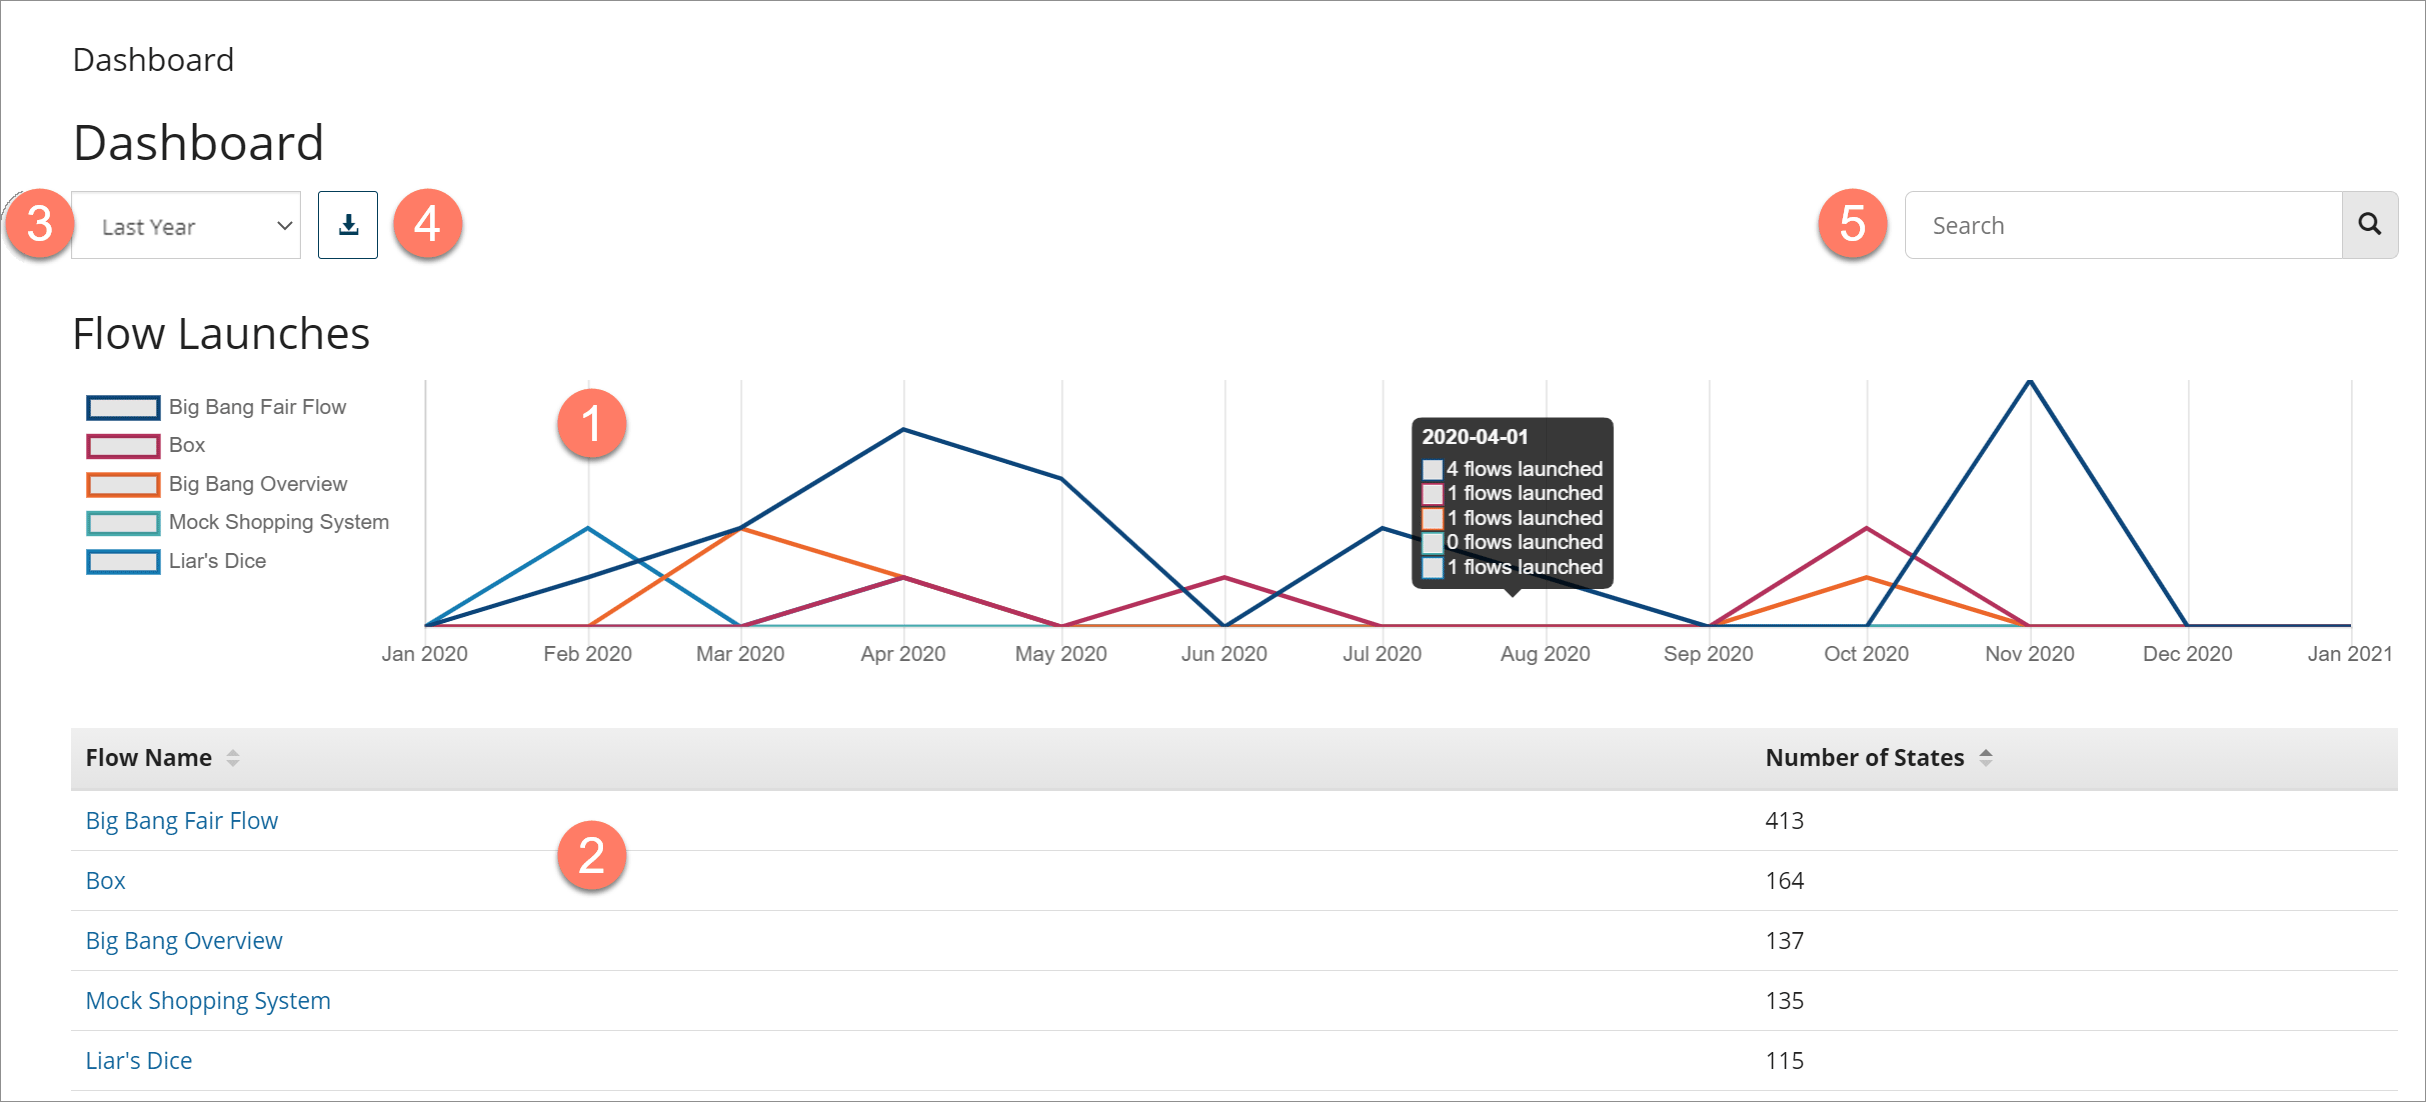 Dashboard
Dashboard
3 Last Year 4 5 Search
Flow Launches
Big Bang Fair Flow
Box
Big Bang Overview
Mock Shopping System
Liar's Dice
1
2020-04-01
4 flows launched
1 flows launched
1 flows launched
0 flows launched
1 flows launched
Jan 2020 Feb 2020 Mar 2020 Apr 2020 May 2020 Jun 2020 Jul 2020 Aug 2020 Sep 2020 Oct 2020 Nov 2020 Dec 2020 Jan 2021
Flow Name Number of States
Big Bang Fair Flow 413
2
Box 164
Big Bang Overview 137
Mock Shopping System 135
Liar's Dice 115